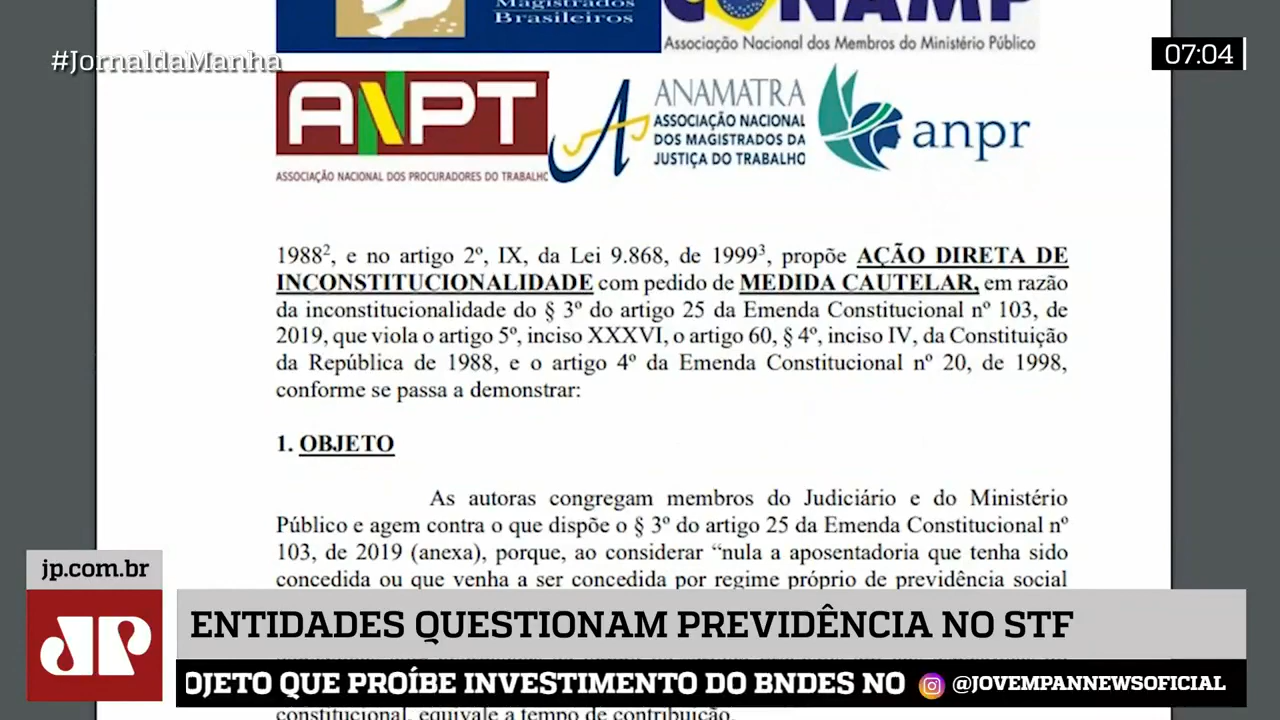 Magistrados
Brasileiros
CONAMP
Associação Nacional dos Membros do Ministério Público
#JornaldaManha
07:04
ANPT
ASSOCIAÇÃO NACIONAL DOS PROCURADORES DO TRABALHO
ANAMATRA
ASSOCIAÇÃO NACIONAL
DOS MAGISTRADOS DA
JUSTIÇA DO TRABALHO
anpr
1988², e no artigo 2º, IX, da Lei 9.868, de 1999³, propõe AÇÃO DIRETA DE
INCONSTITUCIONALIDADE com pedido de MEDIDA CAUTELAR, em razão
da inconstitucionalidade do § 3º do artigo 25 da Emenda Constitucional nº 103, de
2019, que viola o artigo 5º, inciso XXXVI, o artigo 60, § 4º, inciso IV, da Constituição
da República de 1988, e o artigo 4º da Emenda Constitucional nº 20, de 1998,
conforme se passa a demonstrar:
1. OBJETO
As autoras congregam membros do Judiciário e do Ministério
Público e agem contra o que dispõe o § 3º do artigo 25 da Emenda Constitucional nº
103, de 2019 (anexa), porque, ao considerar “nula a aposentadoria que tenha sido
concedida ou que venha a ser concedida por regime próprio de previdência social
jp.com.br
JP
ENTIDADES QUESTIONAM PREVIDÊNCIA NO STF
OJETO QUE PROÍBE INVESTIMENTO DO BNDES NO
@JOVEMPANNEWSOFICIAL
constitucional, equivale a tempo de contribuição.